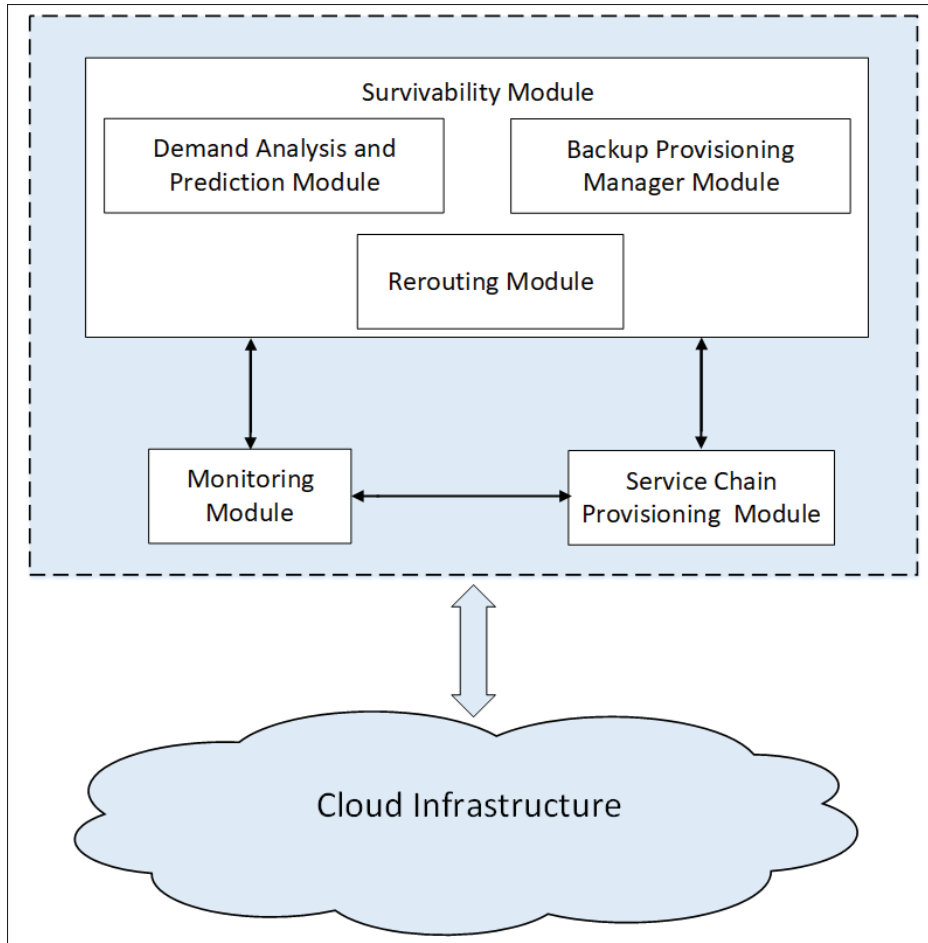 Survivability Module
Demand Analysis and
Prediction Module
Backup Provisioning
Manager Module
Rerouting Module
Monitoring
Module
Service Chain
Provisioning  Module
Cloud Infrastructure